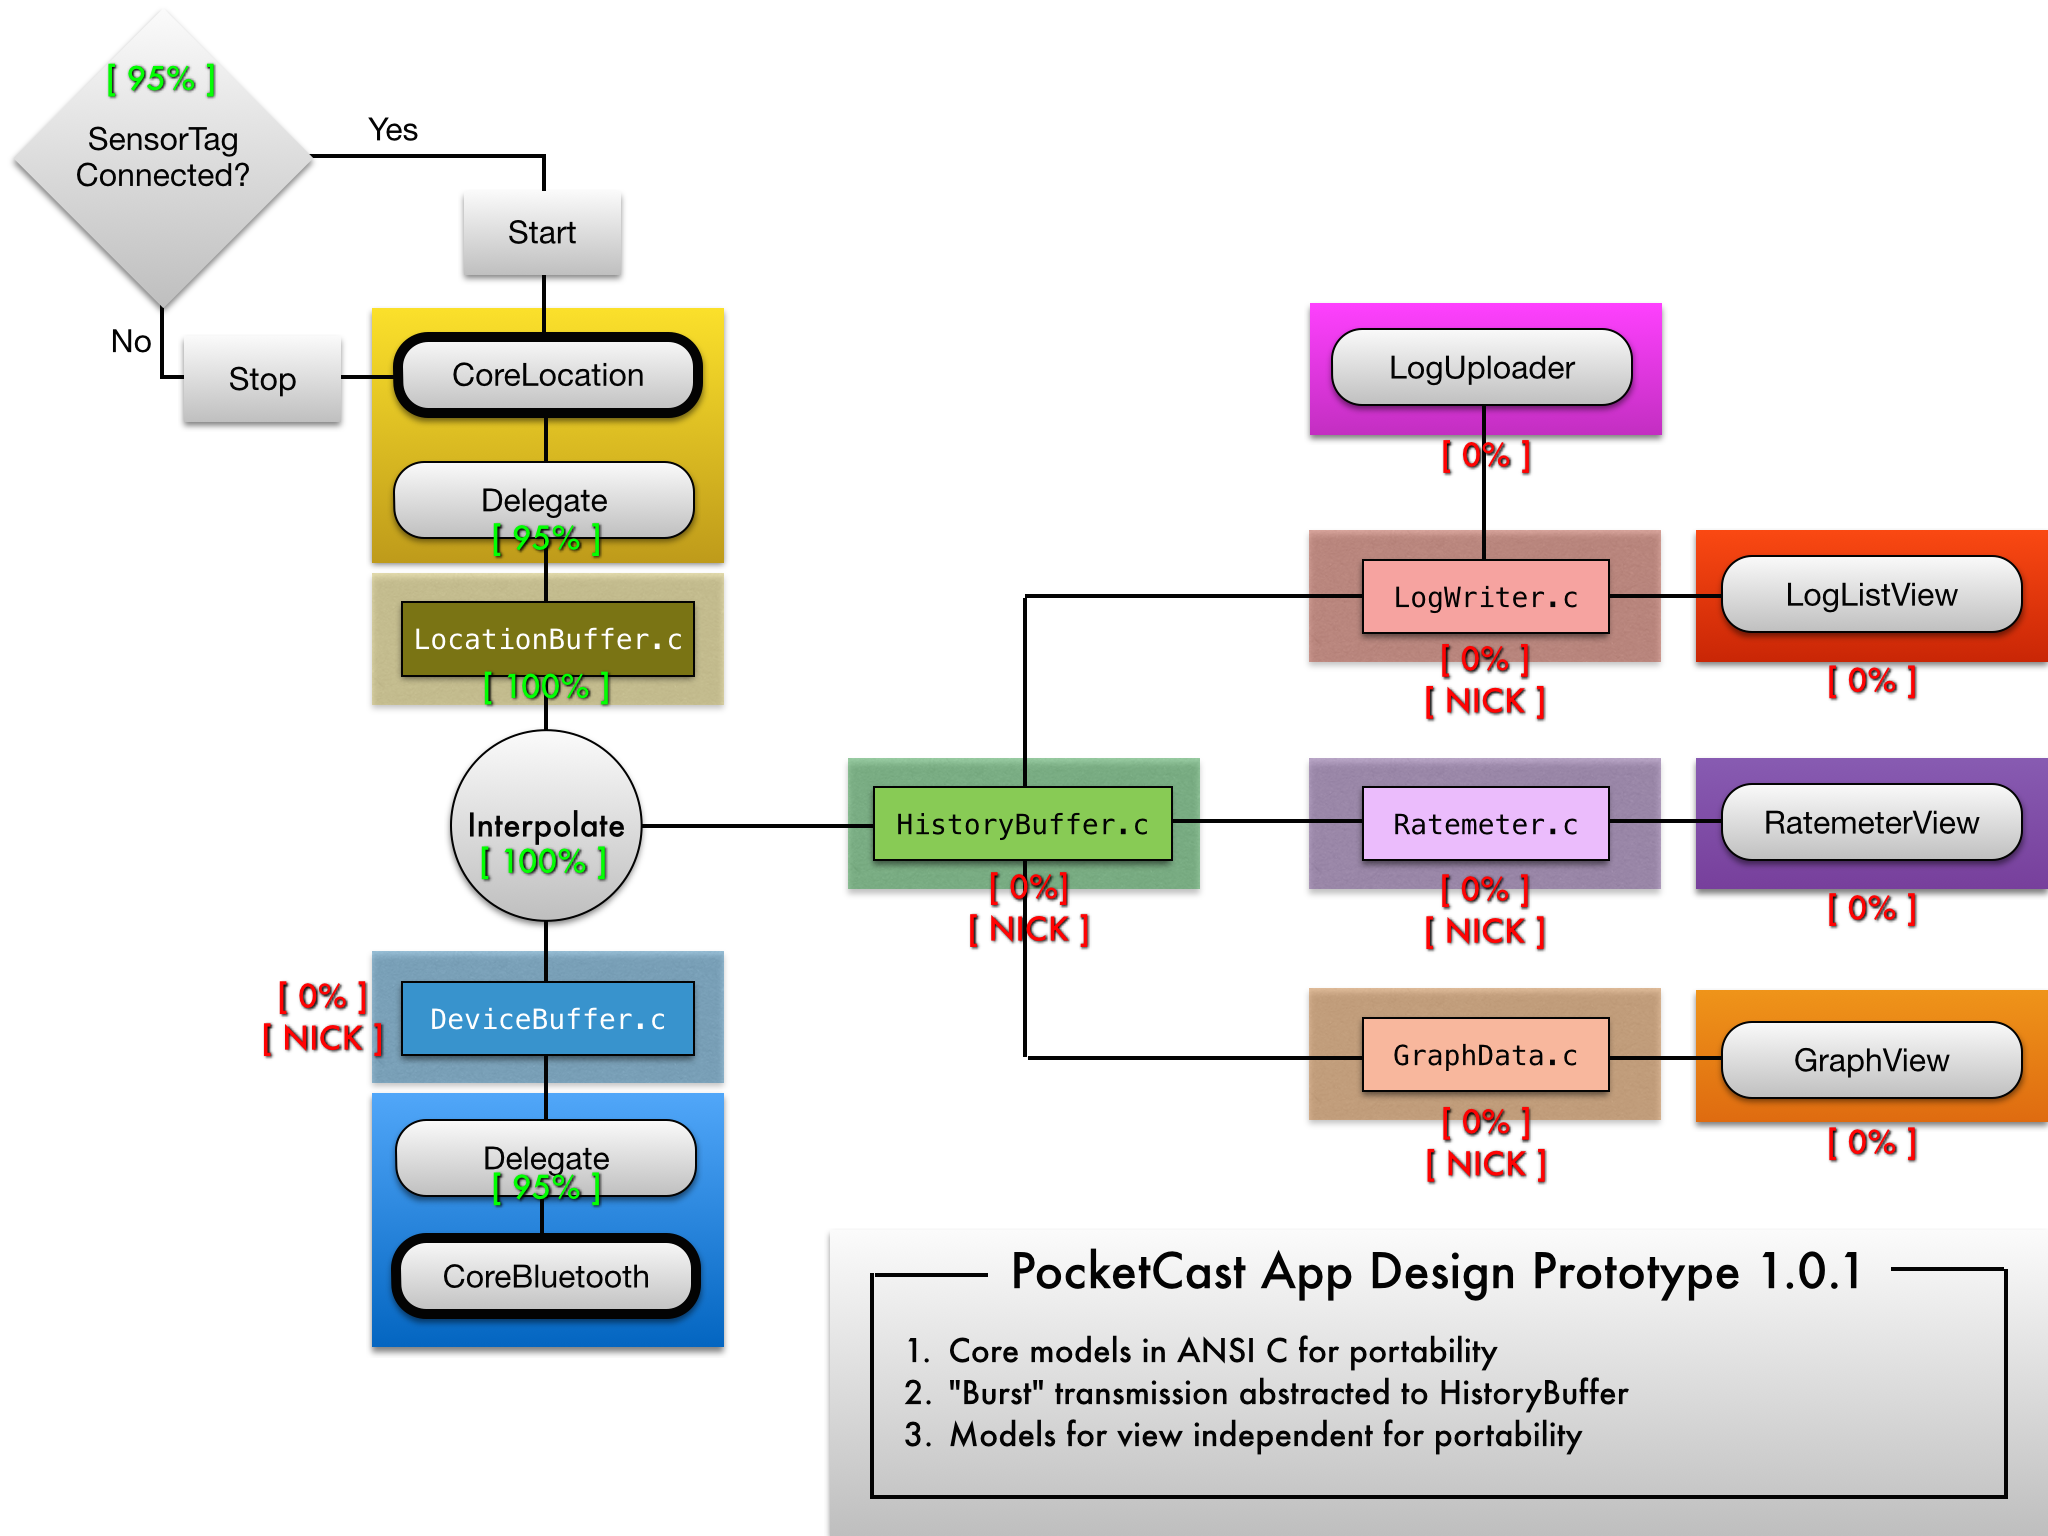 [ 95% ]
SensorTag
Connected?
Yes
Start
No
Stop
CoreLocation
Delegate
[ 95% ]
LocationBuffer.c
[ 100% ]
Interpolate
[ 100% ]
[ 0% ]
[ NICK ]
DeviceBuffer.c
Delegate
[ 95% ]
CoreBluetooth
HistoryBuffer.c
[ 0%]
[ NICK ]
LogUploader
[ 0% ]
LogWriter.c
[ 0% ]
[ NICK ]
LogListView
[ 0% ]
Ratemeter.c
[ 0% ]
[ NICK ]
RatemeterView
[ 0% ]
GraphData.c
[ 0% ]
[ NICK ]
GraphView
[ 0% ]
PocketCast App Design Prototype 1.0.1
1. Core models in ANSI C for portability
2. "Burst" transmission abstracted to HistoryBuffer
3. Models for view independent for portability